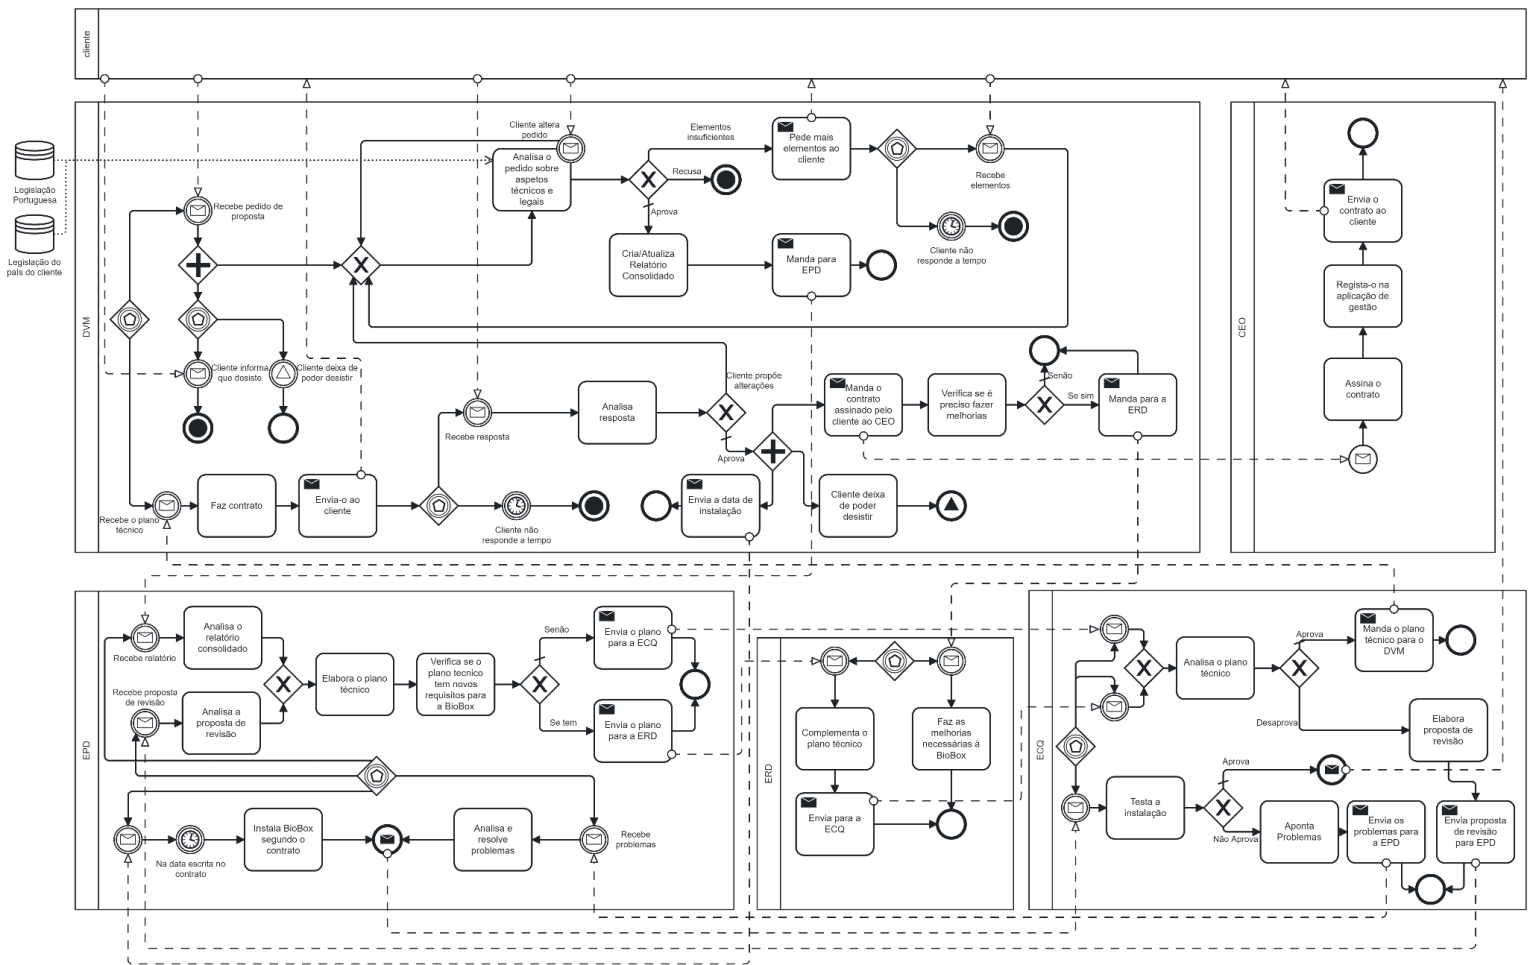 cliente
DVM
Legislação
Portuguesa
Legislação do
país do cliente
Recebe pedido de
proposta
Cliente altera
pedido
Analisa o
pedido sobre
aspetos
técnicos e
legais
Elementos
insuficientes
Recusa
Aprova
Pede mais
elementos ao
cliente
Recebe
elementos
Cliente não
responde a tempo
Cria/Atualiza
Relatório
Consolidado
Manda para
EPD
Cliente informa
que desiste
Cliente deixa de
poder desistir
Recebe o plano
técnico
Faz contrato
Envia-o ao
cliente
Recebe resposta
Cliente não
responde a tempo
Analisa
resposta
Cliente propõe
alterações
Aprova
Envia a data de
instalação
Manda o
contrato
assinado pelo
cliente ao CEO
Cliente deixa
de poder
desistir
Verifica se é
preciso fazer
melhorias
Senão
Se sim
Manda para a
ERD
CEO
Envia o
contrato ao
cliente
Regista-o na
aplicação de
gestão
Assina o
contrato
EPD
Recebe relatório
Analisa o
relatório
consolidado
Recebe proposta
de revisão
Analisa a
proposta de
revisão
Elabora o plano
técnico
Verifica se o
plano tecnico
tem novos
requisitos para
a BioBox
Senão
Se tem
Envia o plano
para a ECQ
Envia o plano
para a ERD
Na data escrita no
contrato
Instala BioBox
segundo o
contrato
Analisa e
resolve
problemas
Recebe
problemas
ERD
Complementa o
plano técnico
Envia para a
ECQ
Faz as
melhorias
necessárias à
BioBox
ECQ
Analisa o plano
técnico
Aprova
Desaprova
Manda o plano
técnico para o
DVM
Elabora
proposta de
revisão
Testa a
instalação
Aprova
Não Aprova
Aponta
Problemas
Envia os
problemas para
a EPD
Envia proposta
de revisão
para EPD